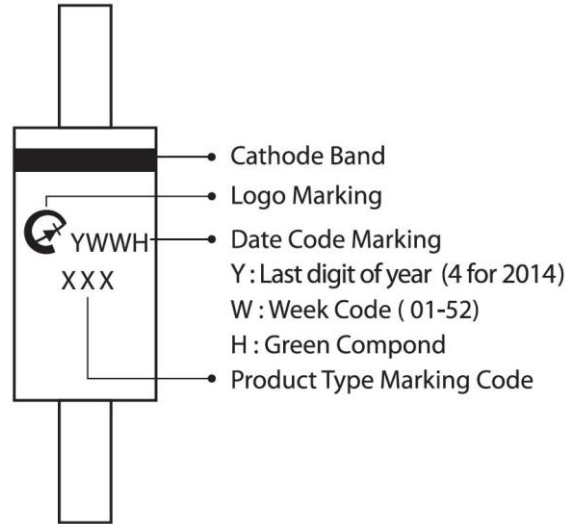 Cathode Band
Logo Marking
YWWH
Date Code Marking
Y : Last digit of year (4 for 2014)
XXX
W : Week Code ( 01-52)
H : Green Compond
Product Type Marking Code